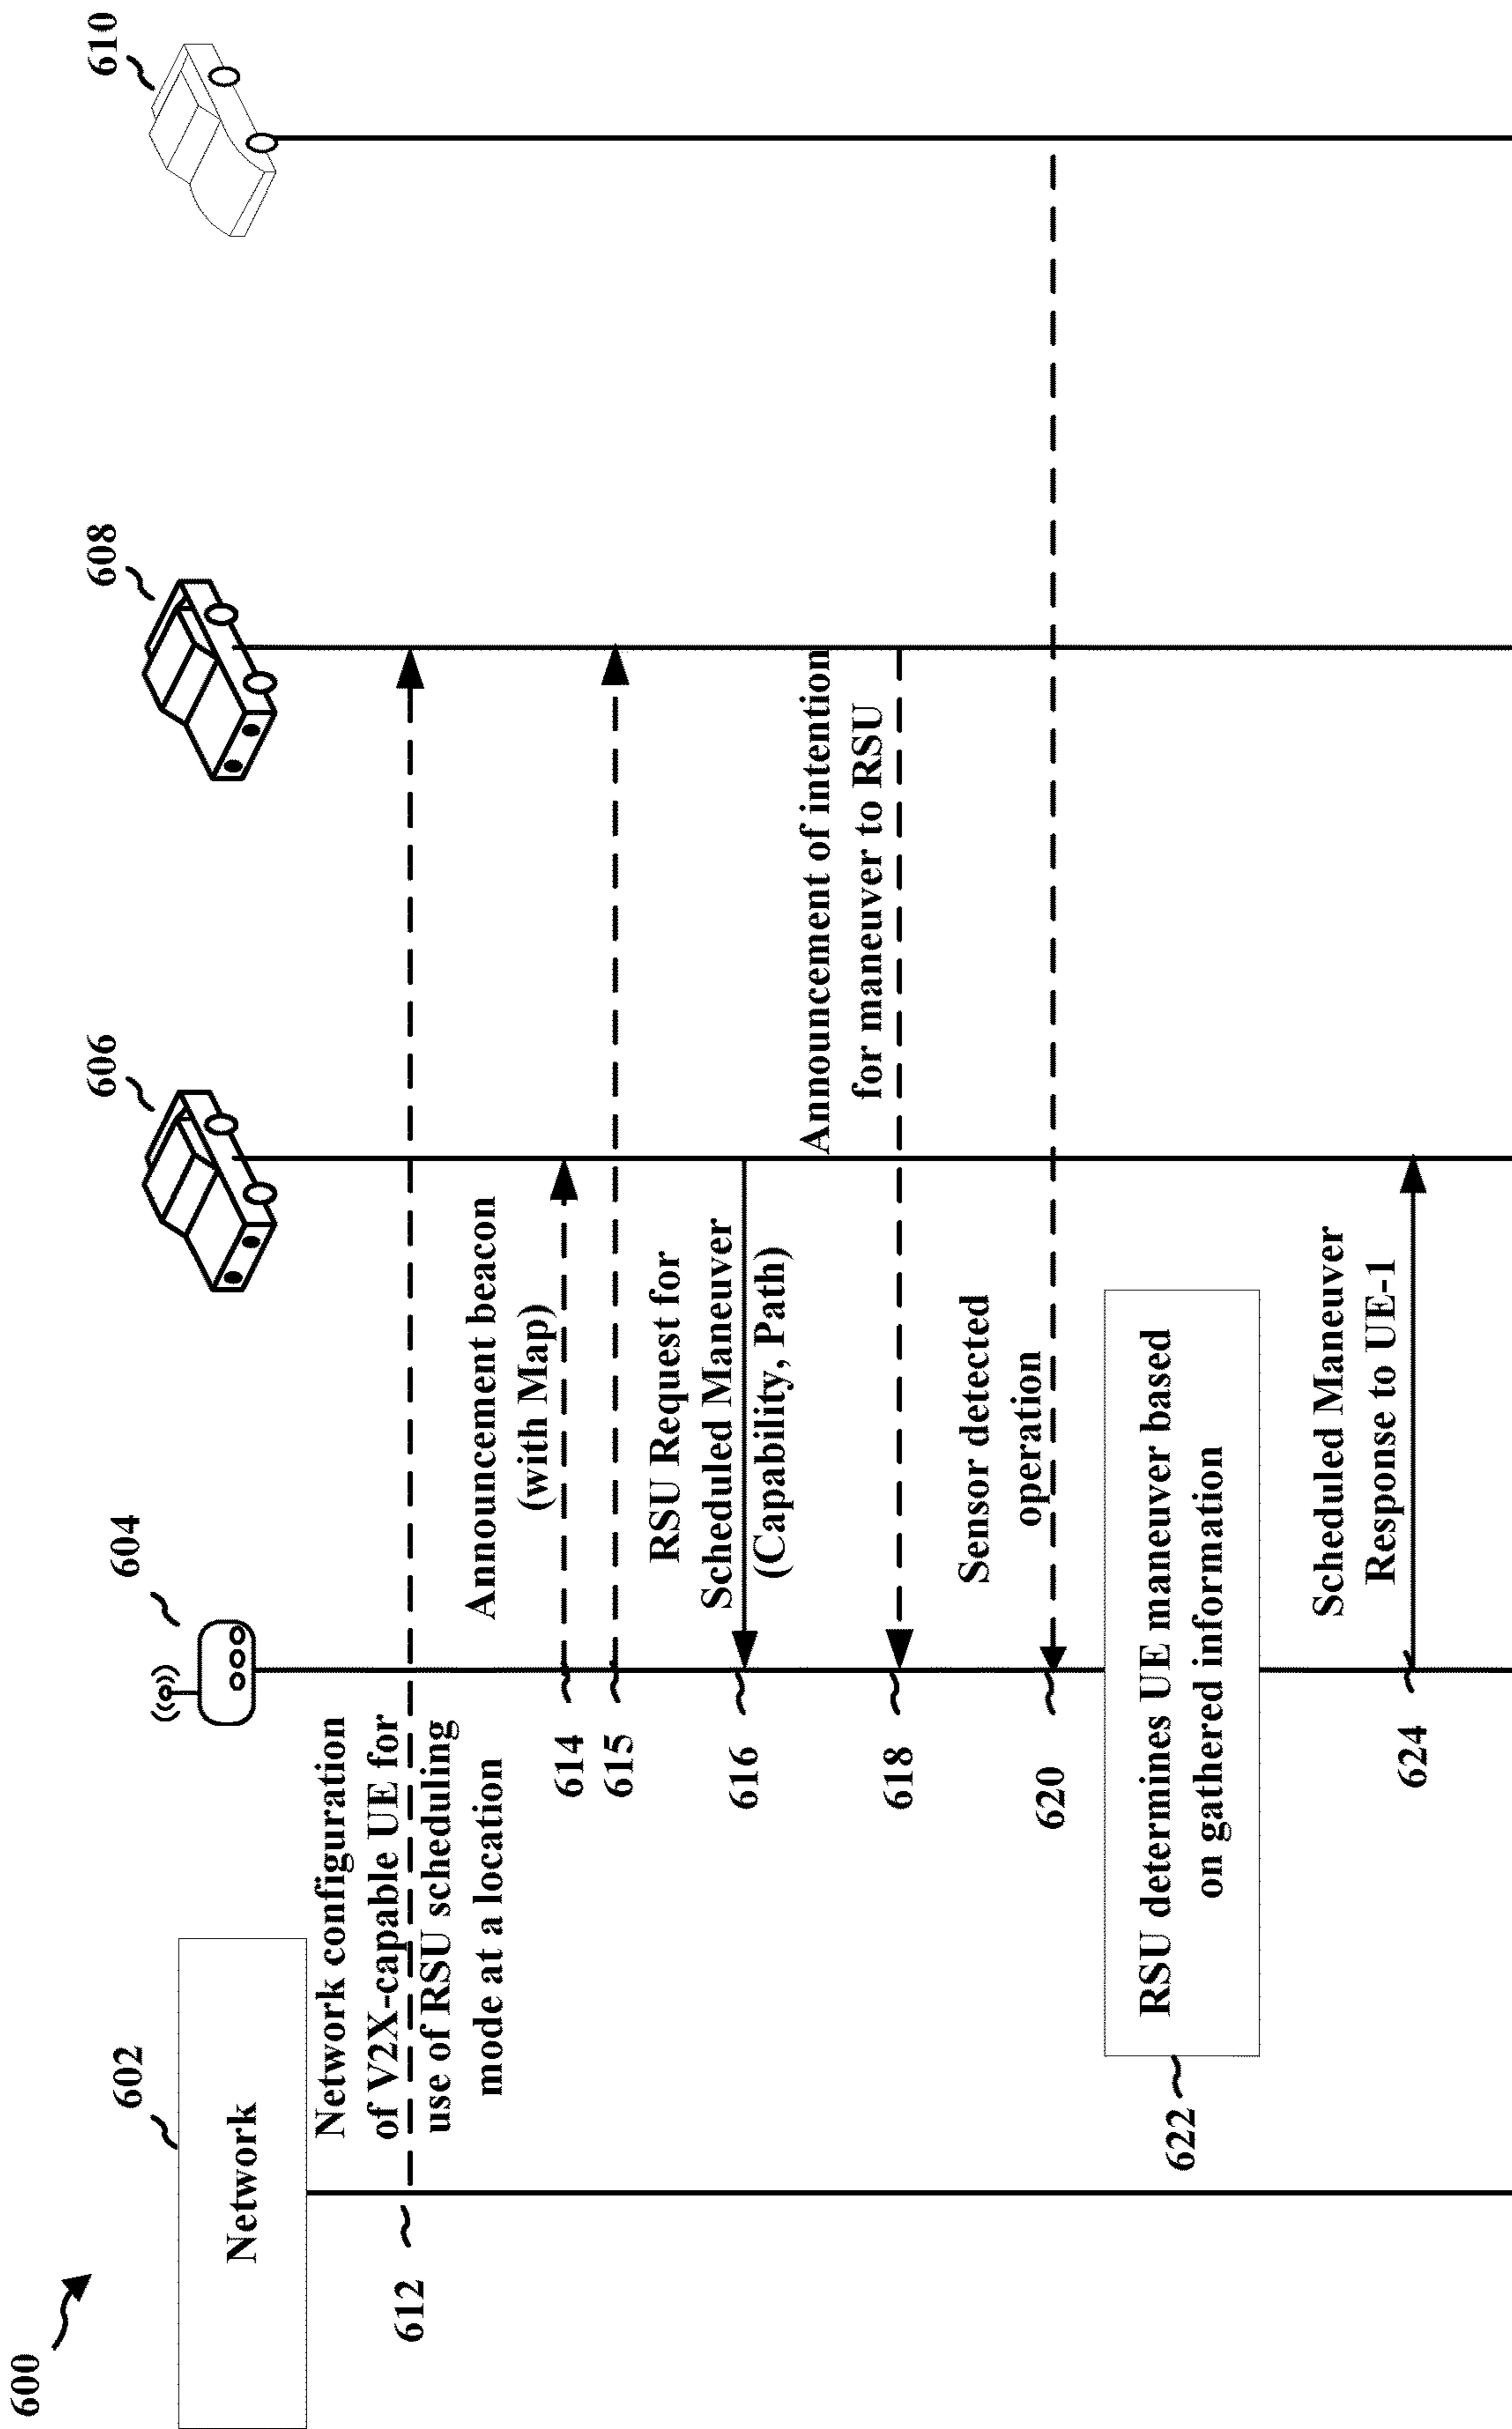 600
602
604
606
608
610
Network
612
Network configuration
of V2X-capable UE for
use of RSU scheduling
mode at a location
Announcement beacon
(with Map)
614
615
RSU Request for
Scheduled Maneuver
(Capability, Path)
616
Announcement of intention
for maneuver to RSU
618
Sensor detected
operation
620
RSU determines UE maneuver based
on gathered information
622
Scheduled Maneuver
Response to UE-1
624